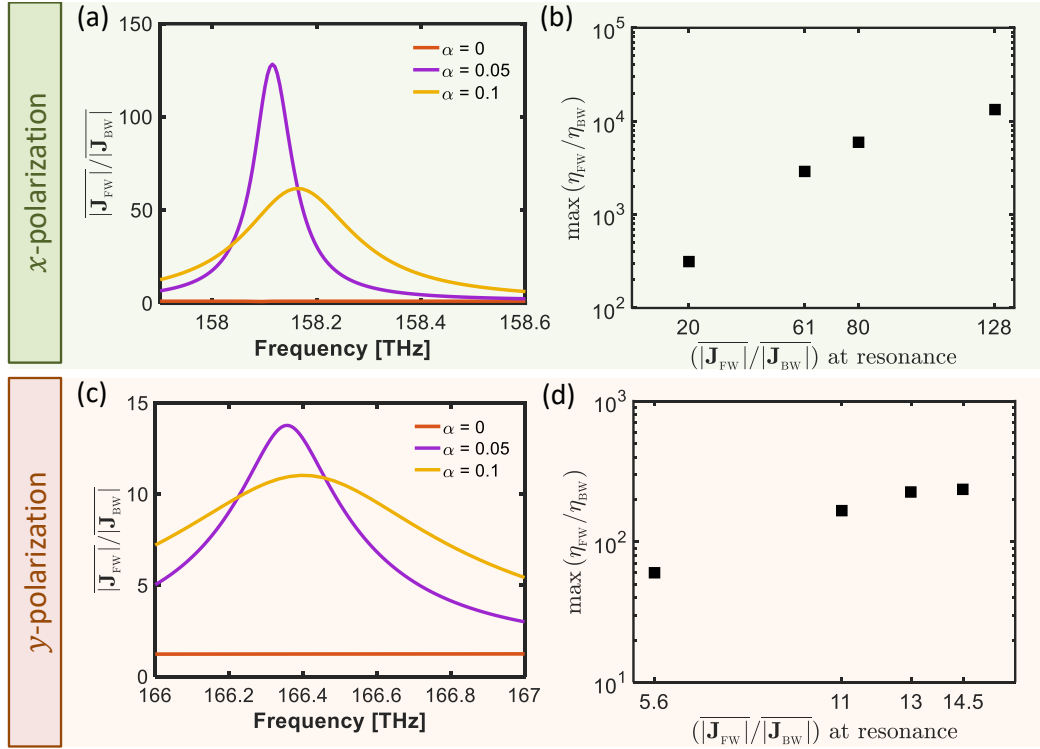 x-polarization
(a)
150
100
50
0
158
158.2
158.4
158.6
Frequency [THz]
|J_FW|/|J_BW|
α = 0
α = 0.05
α = 0.1
(b)
10^5
10^4
10^3
10^2
20
61
80
128
max (η_FW/η_BW)
(|J_FW|/|J_BW|) at resonance
y-polarization
(c)
15
10
5
0
166
166.2
166.4
166.6
166.8
167
Frequency [THz]
|J_FW|/|J_BW|
α = 0
α = 0.05
α = 0.1
(d)
10^3
10^2
10^1
5.6
11
13
14.5
max (η_FW/η_BW)
(|J_FW|/|J_BW|) at resonance